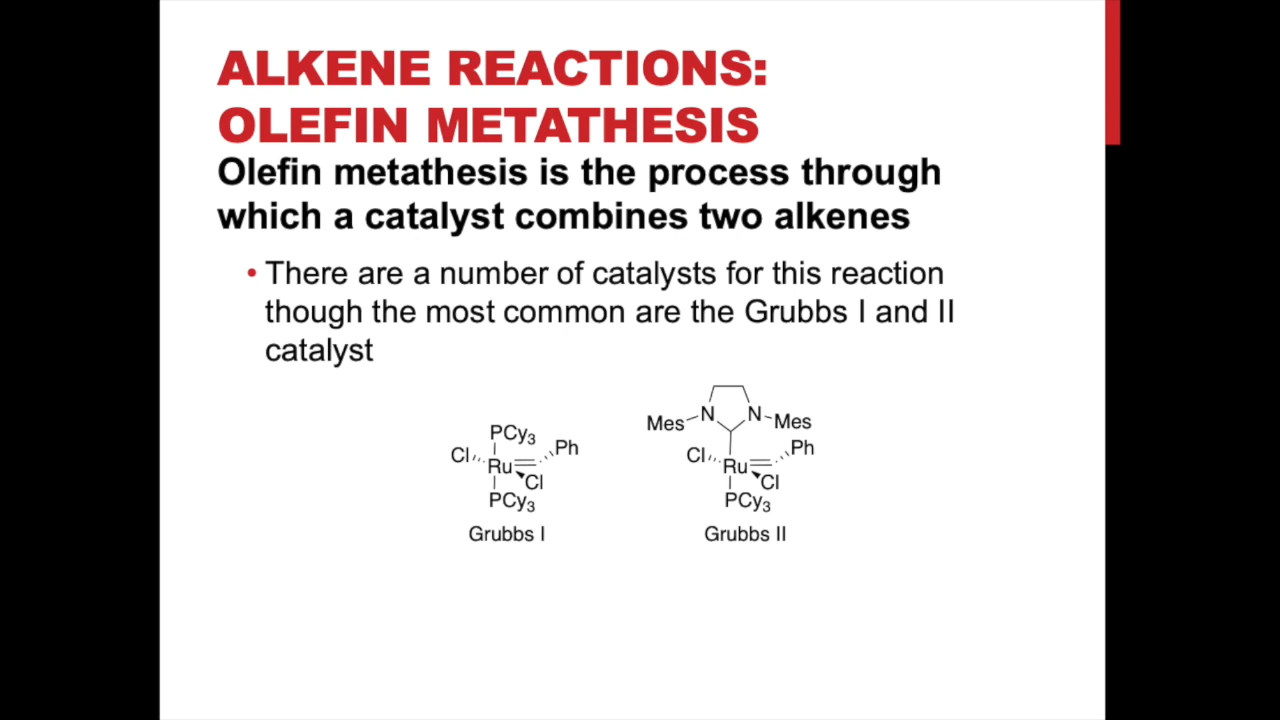 ALKENE REACTIONS:
OLEFIN METATHESIS
Olefin metathesis is the process through
which a catalyst combines two alkenes
• There are a number of catalysts for this reaction
though the most common are the Grubbs I and II
catalyst
PCy3
Cl Ph
Ru
Cl
PCy3
Grubbs I
Mes N N Mes
Cl Ph
Ru
Cl
PCy3
Grubbs II